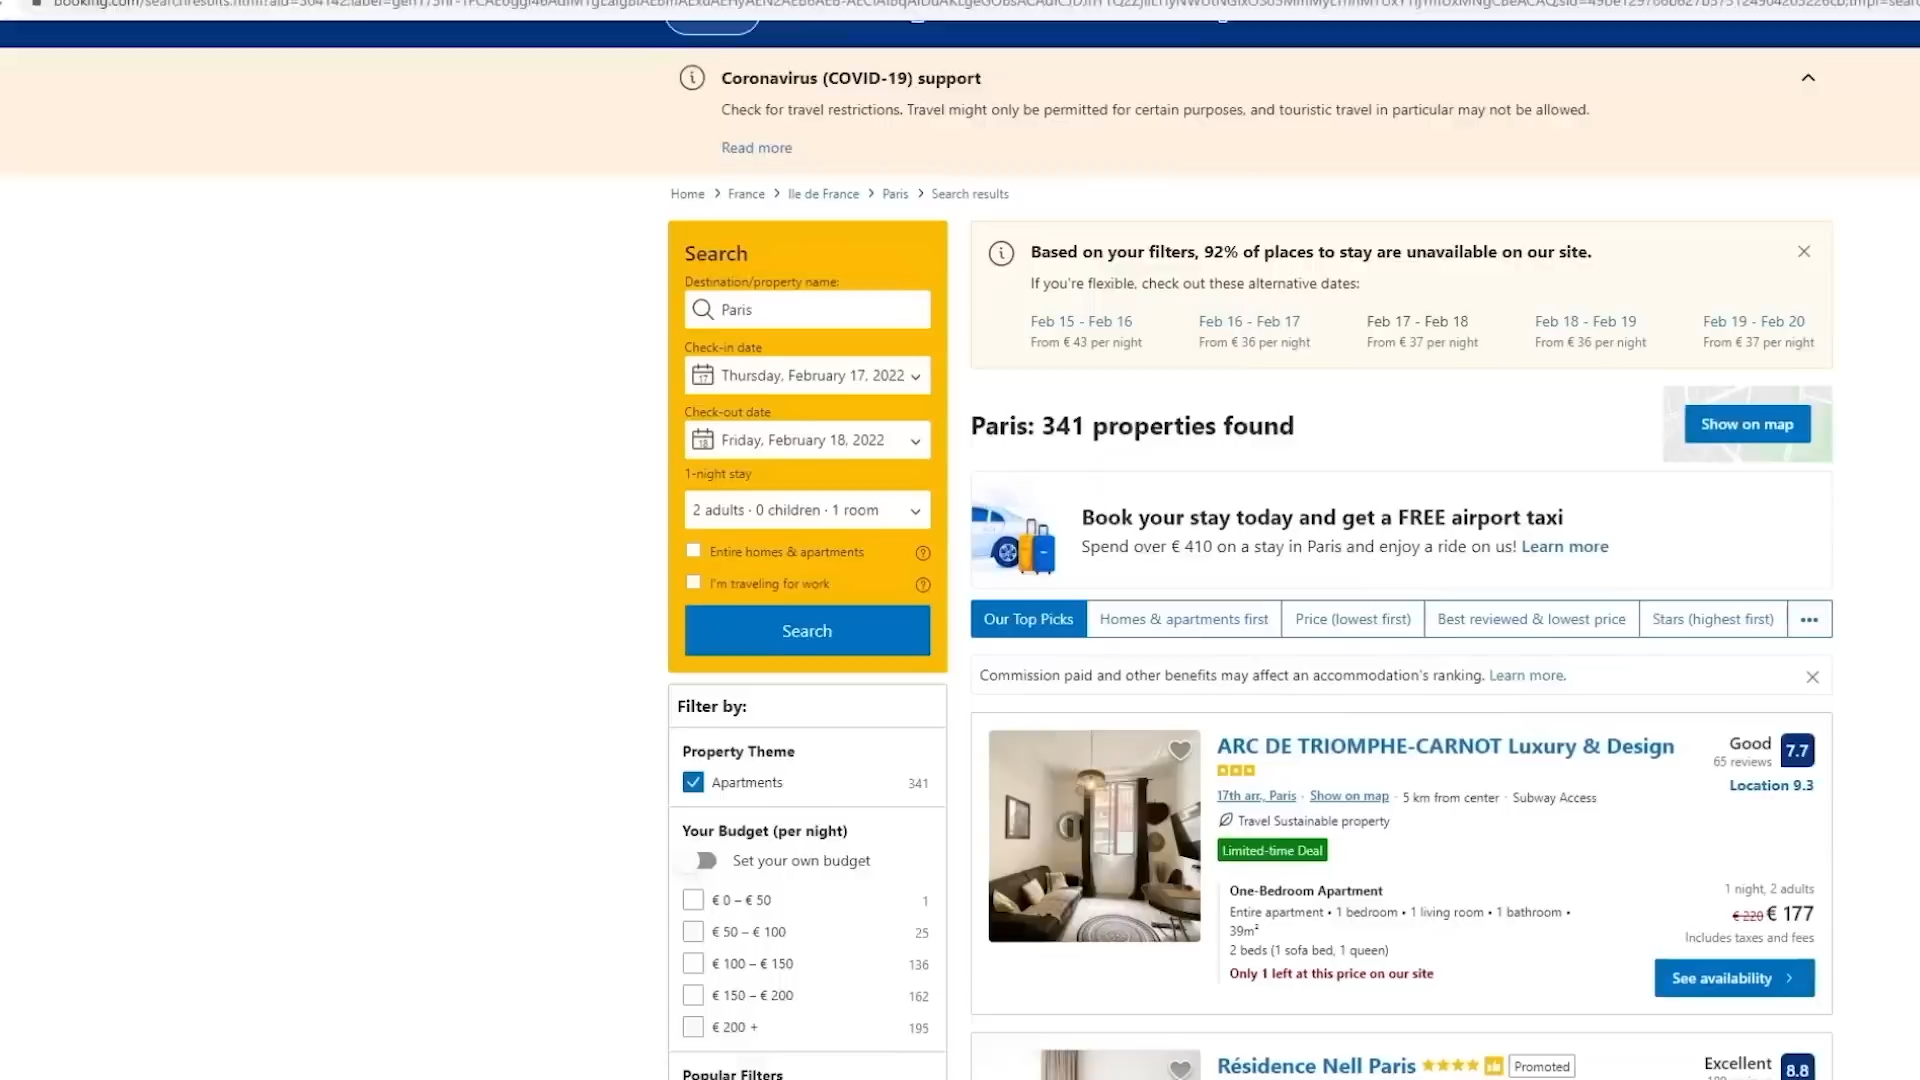 Coronavirus (COVID-19) support
Check for travel restrictions. Travel might only be permitted for certain purposes, and touristic travel in particular may not be allowed.
Read more
Home > France > Ile de France > Paris > Search results
Search
Destination/property name:
Paris
Check-in date
17 Thursday, February 17, 2022
Check-out date
18 Friday, February 18, 2022
1-night stay
2 adults · 0 children · 1 room
Entire homes & apartments
I'm traveling for work
Search
Filter by:
Property Theme
Apartments 341
Your Budget (per night)
Set your own budget
€ 0 – € 50 1
€ 50 – € 100 25
€ 100 – € 150 136
€ 150 – € 200 162
€ 200 + 195
Popular Filters
Based on your filters, 92% of places to stay are unavailable on our site.
If you're flexible, check out these alternative dates:
Feb 15 - Feb 16 Feb 16 - Feb 17 Feb 17 - Feb 18 Feb 18 - Feb 19 Feb 19 - Feb 20
From € 43 per night From € 36 per night From € 37 per night From € 36 per night From € 37 per night
Paris: 341 properties found
Show on map
Book your stay today and get a FREE airport taxi
Spend over € 410 on a stay in Paris and enjoy a ride on us! Learn more
Our Top Picks Homes & apartments first Price (lowest first) Best reviewed & lowest price Stars (highest first) •••
Commission paid and other benefits may affect an accommodation's ranking. Learn more.
ARC DE TRIOMPHE-CARNOT Luxury & Design
Good 7.7
65 reviews
Location 9.3
17th arr., Paris · Show on map · 5 km from center · Subway Access
Travel Sustainable property
Limited-time Deal
One-Bedroom Apartment
Entire apartment • 1 bedroom • 1 living room • 1 bathroom •
39m²
2 beds (1 sofa bed, 1 queen)
Only 1 left at this price on our site
1 night, 2 adults
€ 220 € 177
Includes taxes and fees
See availability
Résidence Nell Paris Promoted
Excellent 8.8